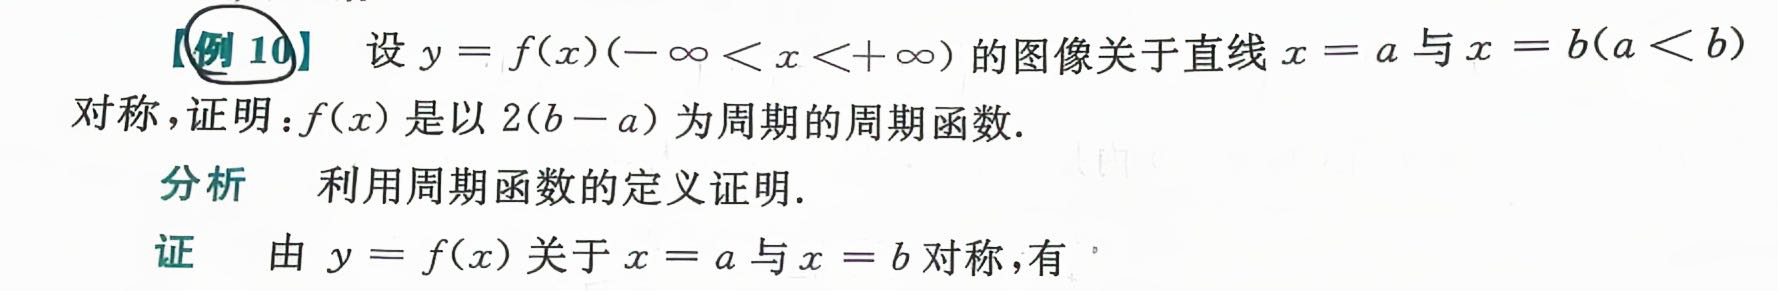 【例 10】 设 y = f(x)(－∞ < x <＋∞) 的图像关于直线 x = a 与 x = b(a < b)
对称,证明:f(x) 是以 2(b－a) 为周期的周期函数.
分析 利用周期函数的定义证明.
证 由 y = f(x) 关于 x = a 与 x = b 对称,有